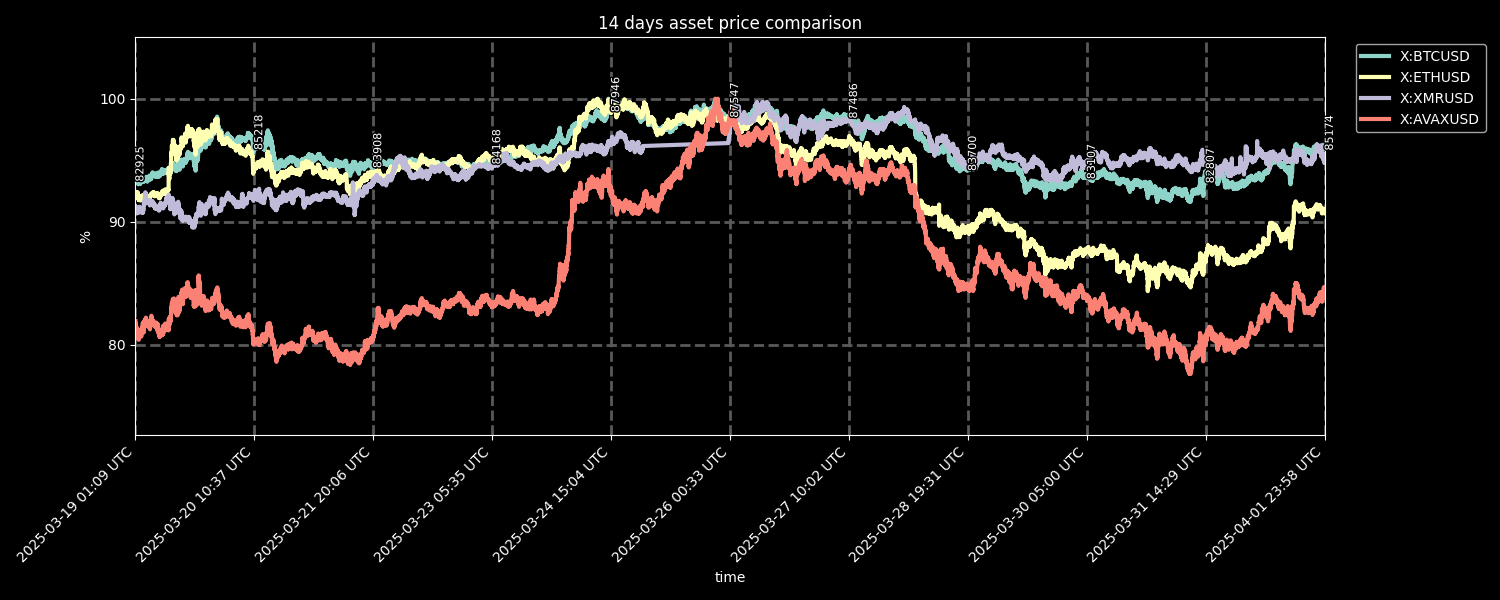 14 days asset price comparison
X:BTCUSD
X:ETHUSD
X:XMRUSD
X:AVAXUSD
100
90
80
%
82925
85218
83908
84168
87946
87547
87486
83700
83107
82807
85174
2025-03-19 01:09 UTC
2025-03-20 10:37 UTC
2025-03-21 20:06 UTC
2025-03-23 05:35 UTC
2025-03-24 15:04 UTC
2025-03-26 00:33 UTC
2025-03-27 10:02 UTC
2025-03-28 19:31 UTC
2025-03-30 05:00 UTC
2025-03-31 14:29 UTC
2025-04-01 23:58 UTC
time